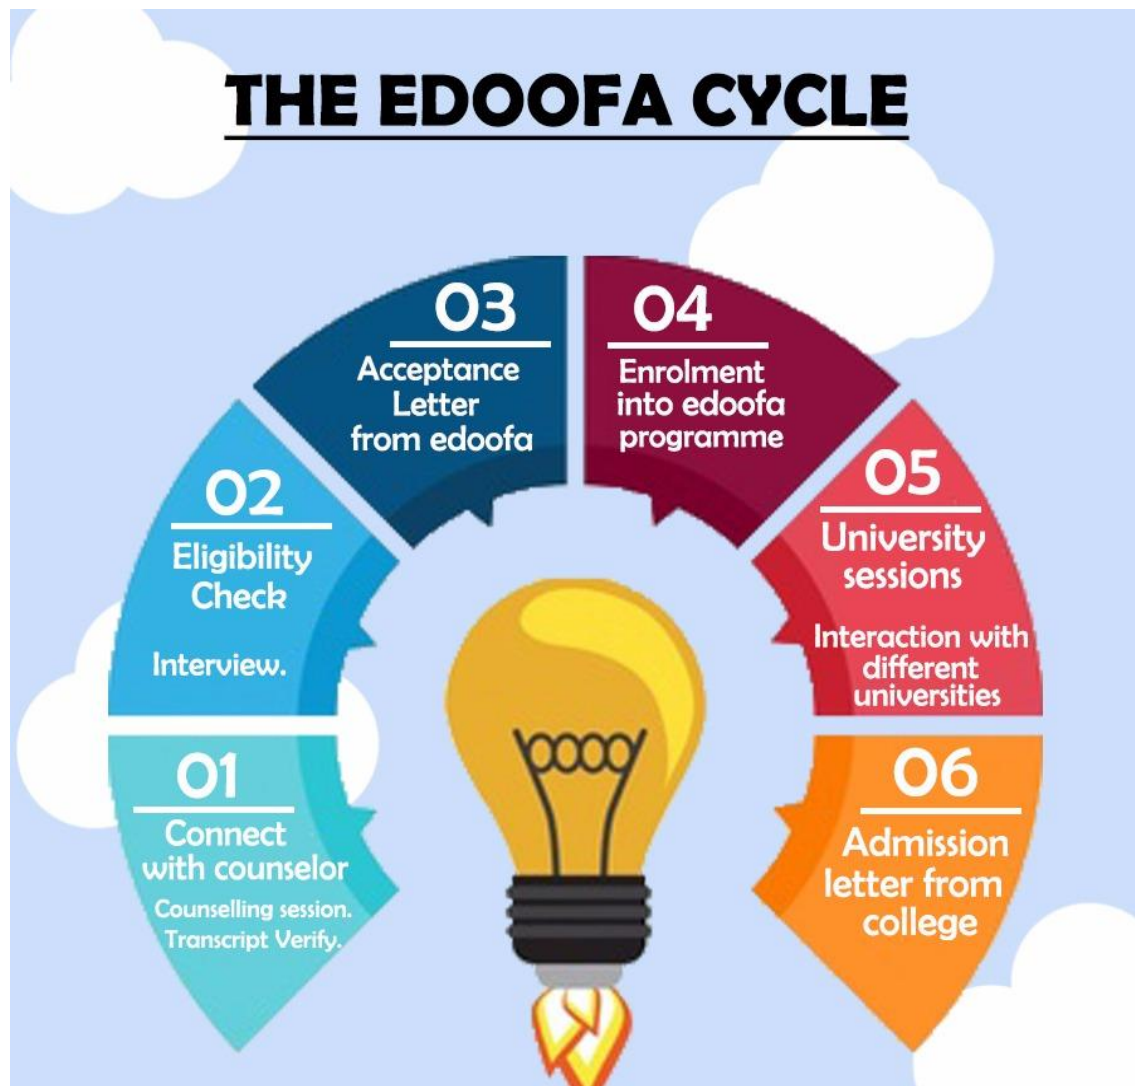 THE EDOOFA CYCLE
01
Connect
with counselor
Counselling session.
Transcript Verify.
02
Eligibility
Check
Interview.
03
Acceptance
Letter
from edoofa
04
Enrolment
into edoofa
programme
05
University
sessions
Interaction with
different
universities
06
Admission
letter from
college